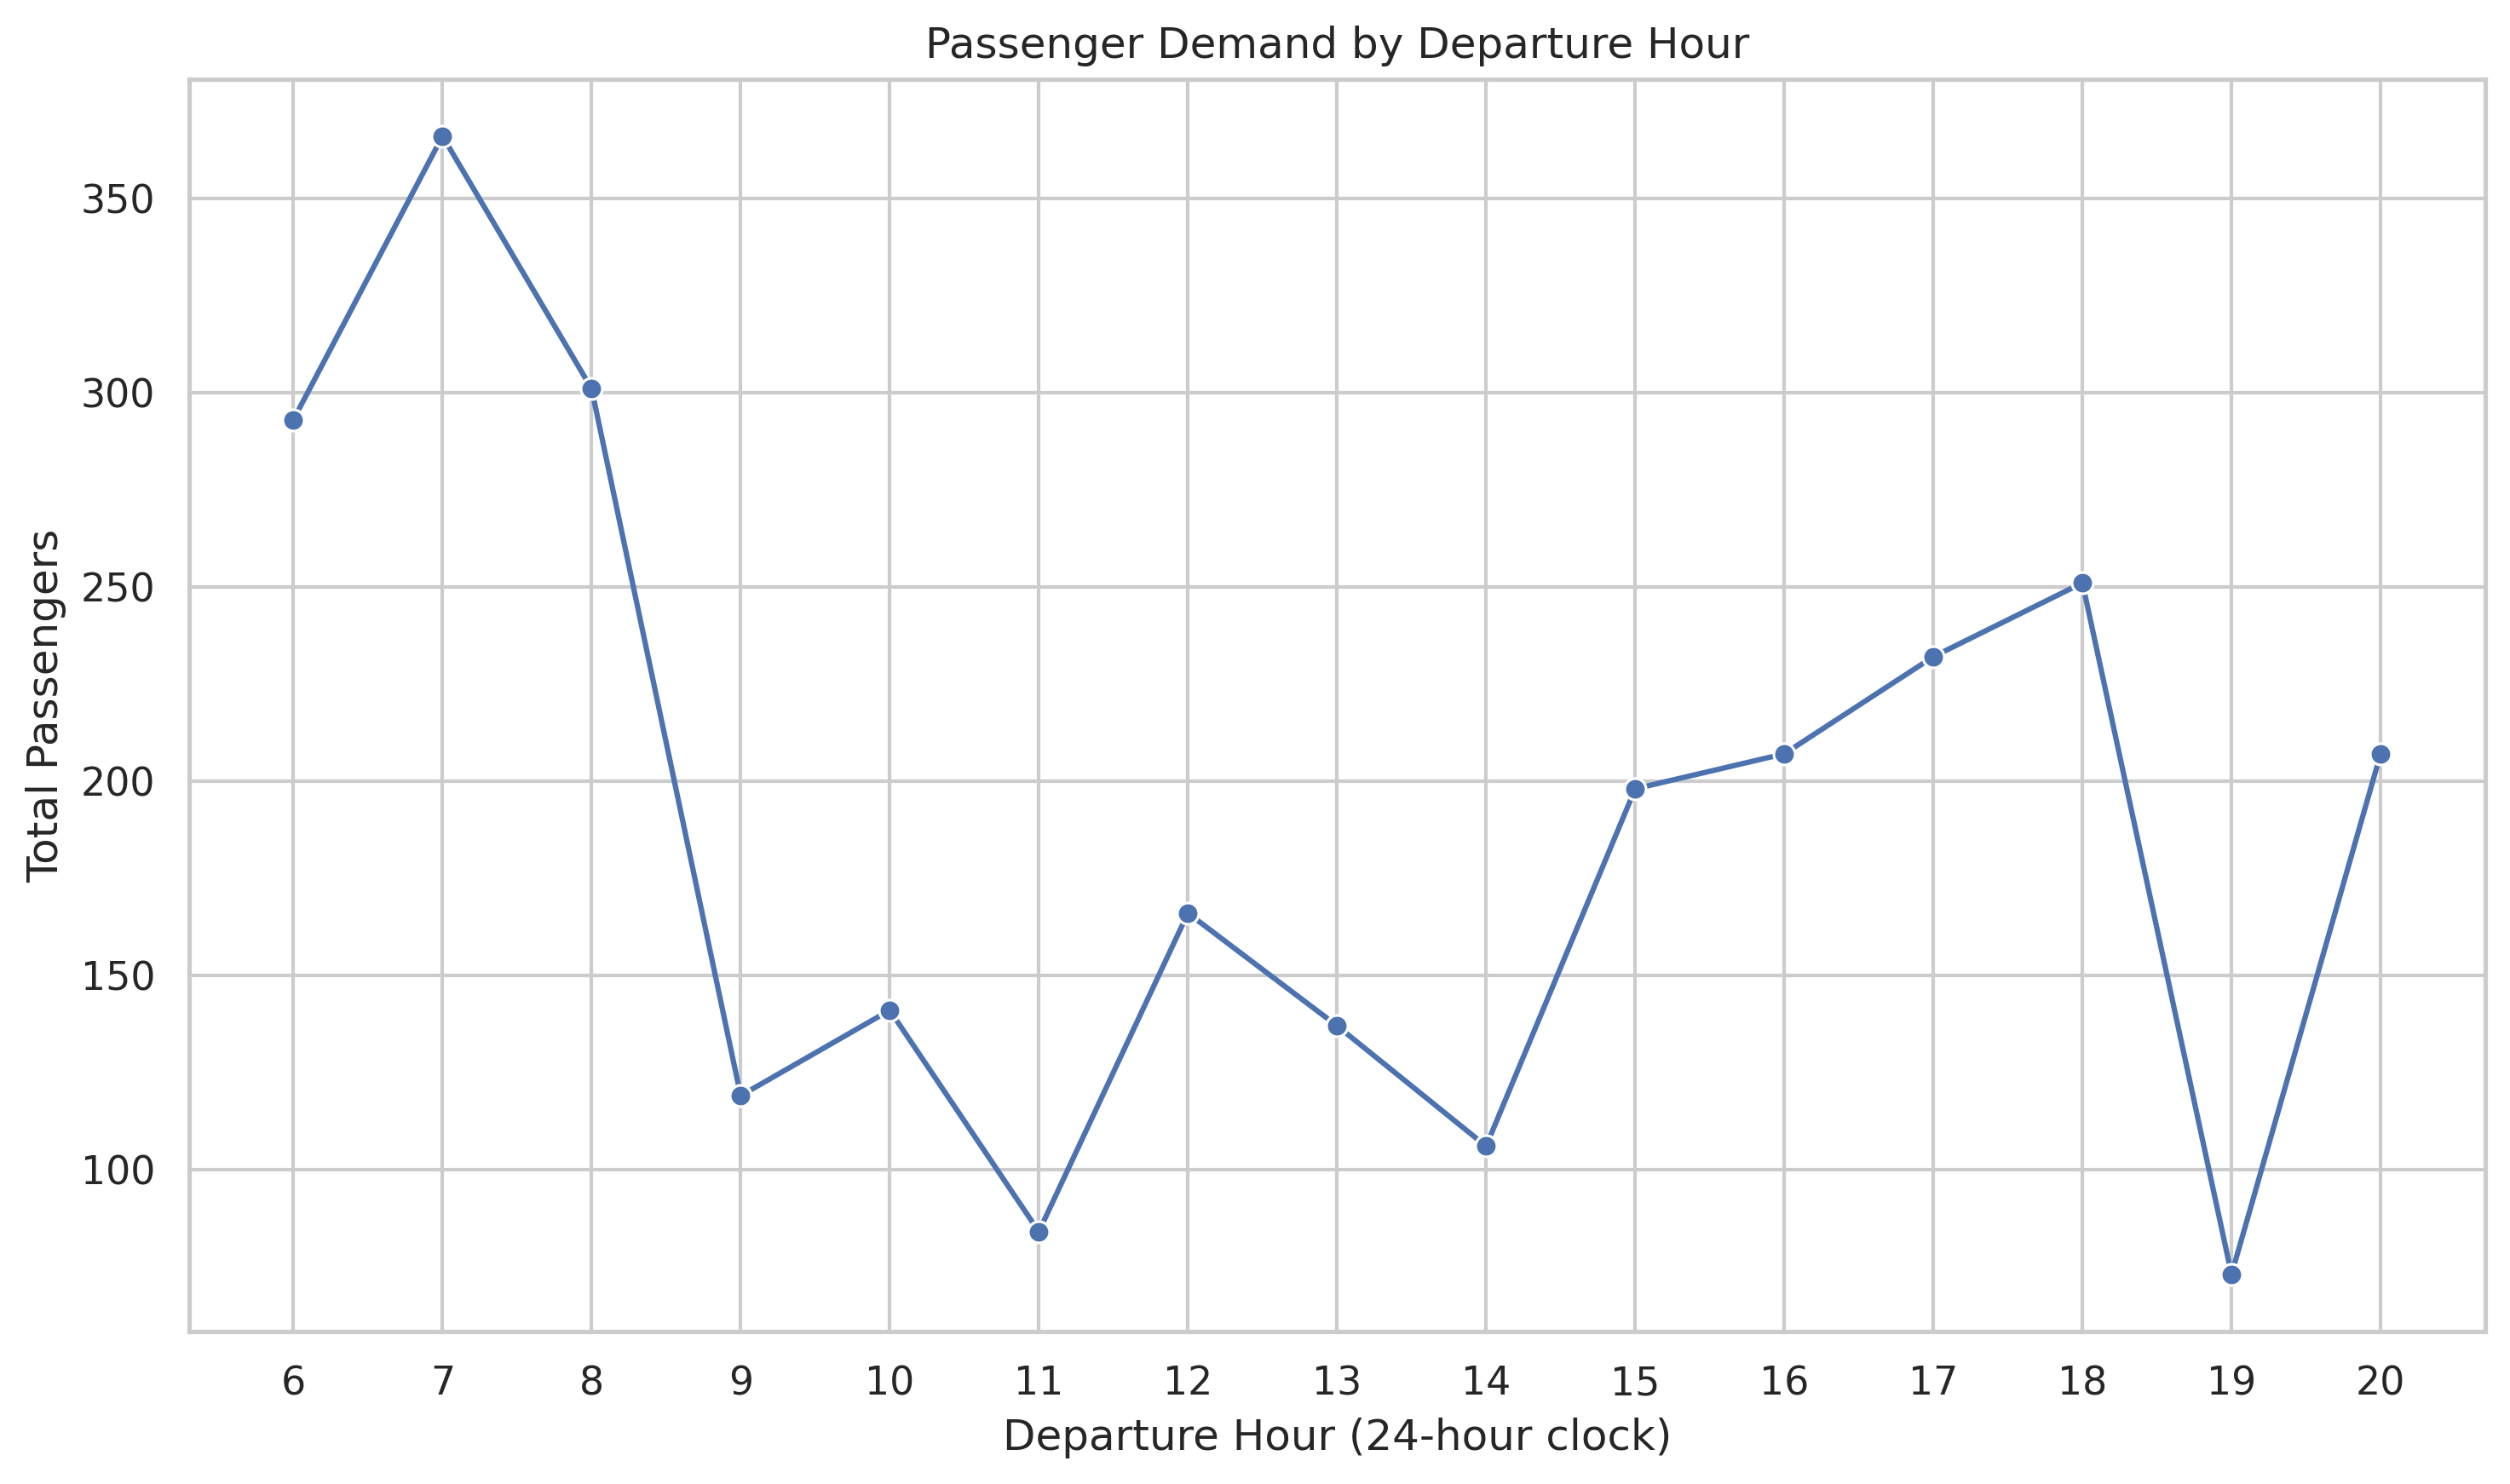 Passenger Demand by Departure Hour
Total Passengers
350
300
250
200
150
100
6 7 8 9 10 11 12 13 14 15 16 17 18 19 20
Departure Hour (24-hour clock)